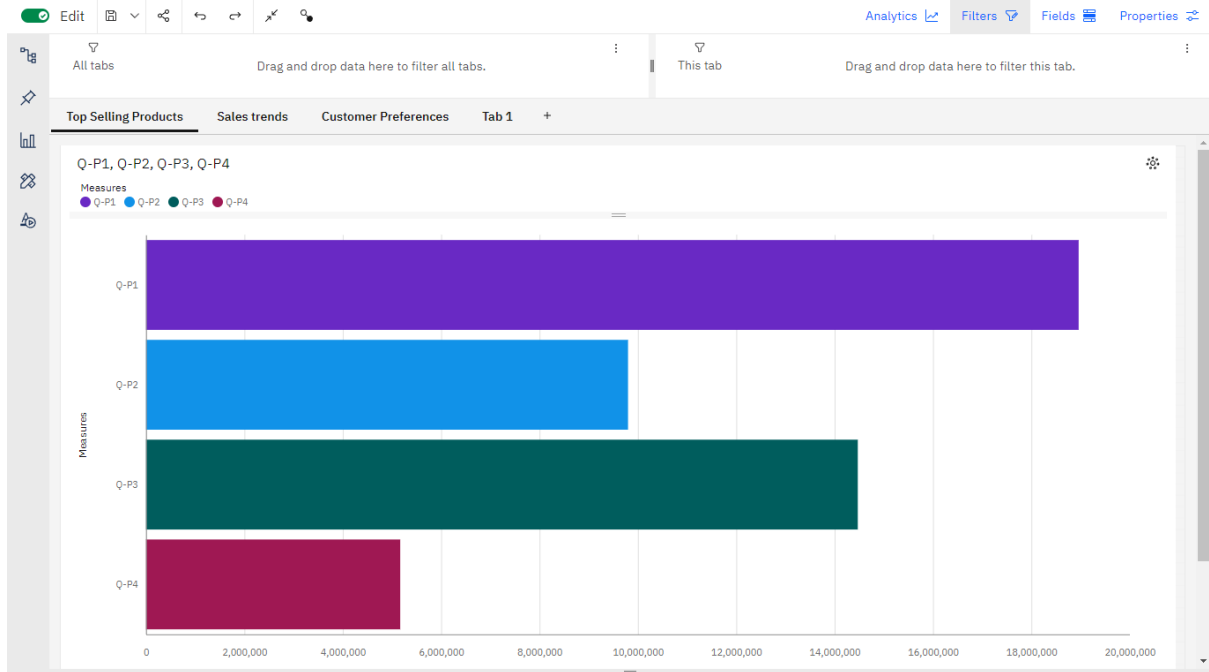 Edit
Analytics
Filters
Fields
Properties
All tabs
Drag and drop data here to filter all tabs.
This tab
Drag and drop data here to filter this tab.
Top Selling Products Sales trends Customer Preferences Tab 1 +
Q-P1, Q-P2, Q-P3, Q-P4
Measures
Q-P1 Q-P2 Q-P3 Q-P4
Measures
Q-P1
Q-P2
Q-P3
Q-P4
0 2,000,000 4,000,000 6,000,000 8,000,000 10,000,000 12,000,000 14,000,000 16,000,000 18,000,000 20,000,000